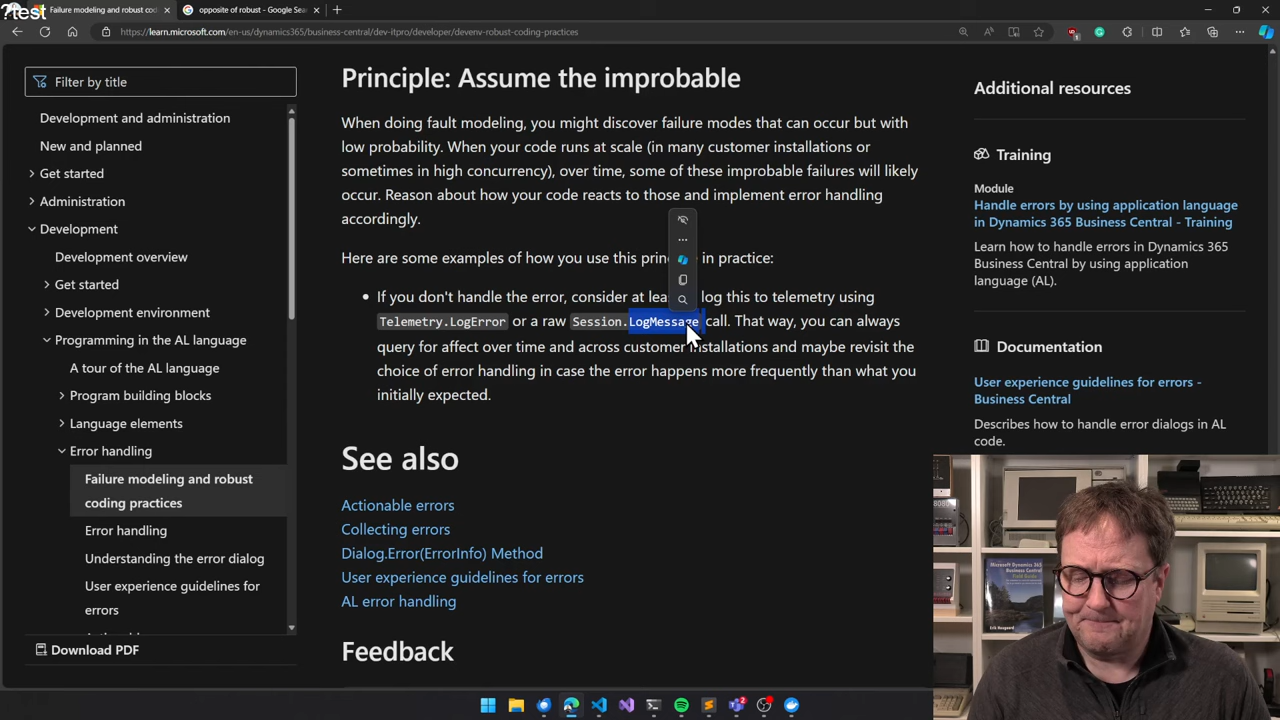 ?test
Failure modeling and robust co
opposite of robust - Google Sea
https://learn.microsoft.com/en-us/dynamics365/business-central/dev-itpro/developer/devenv-robust-coding-practices
Filter by title
Development and administration
New and planned
Get started
Administration
Development
Development overview
Get started
Programming in the AL language
A tour of the AL language
Program building blocks
Language elements
Error handling
Failure modeling and robust
coding practices
Error handling
Understanding the error dialog
User experience guidelines for
errors
Download PDF
Principle: Assume the improbable
When doing fault modeling, you might discover failure modes that can occur but with
low probability. When your code runs at scale (in many customer installations or
sometimes in high concurrency), over time, some of these improbable failures will likely
occur. Reason about how your code reacts to those and implement error handling
accordingly.
Here are some examples of how you use this prin in practice:
If you don't handle the error, consider at lea log this to telemetry using
Telemetry.LogError or a raw Session.LogMessage call. That way, you can always
query for affect over time and across customer installations and maybe revisit the
choice of error handling in case the error happens more frequently than what you
initially expected.
See also
Actionable errors
Collecting errors
Dialog.Error(ErrorInfo) Method
User experience guidelines for errors
AL error handling
Feedback
Additional resources
Training
Module
Handle errors by using application language
in Dynamics 365 Business Central - Training
Learn how to handle errors in Dynamics 365
Business Central by using application
language (AL).
Documentation
User experience guidelines for errors -
Business Central
Describes how to handle error dialogs in AL
code.
Dynamics 365
Business Central
Field Guide